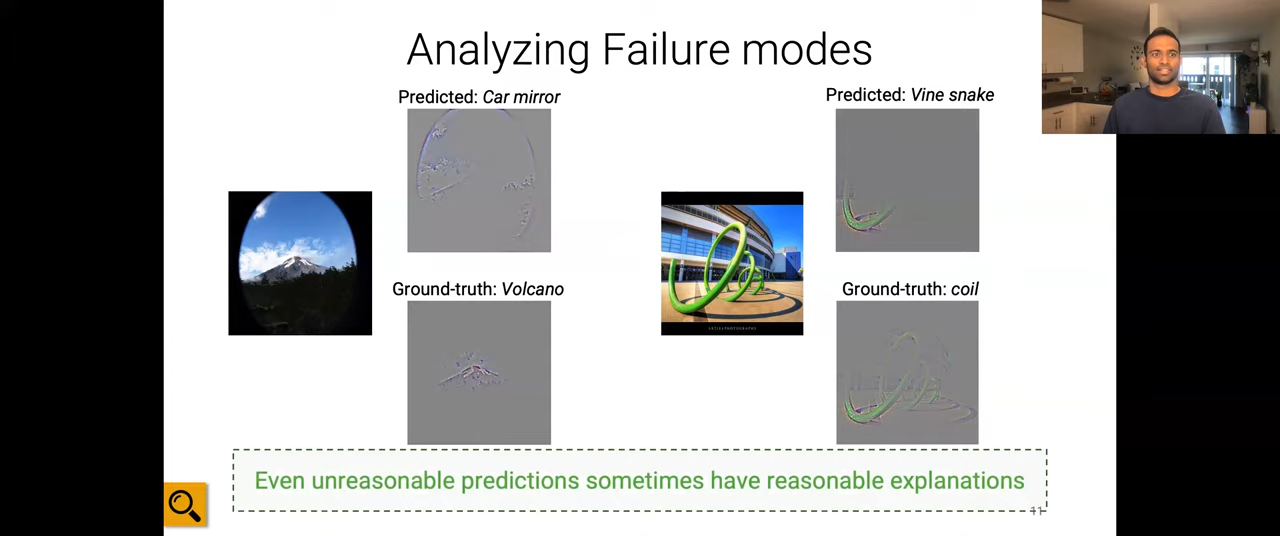 Analyzing Failure modes
Predicted: Car mirror
Predicted: Vine snake
Ground-truth: Volcano
Ground-truth: coil
Even unreasonable predictions sometimes have reasonable explanations
11